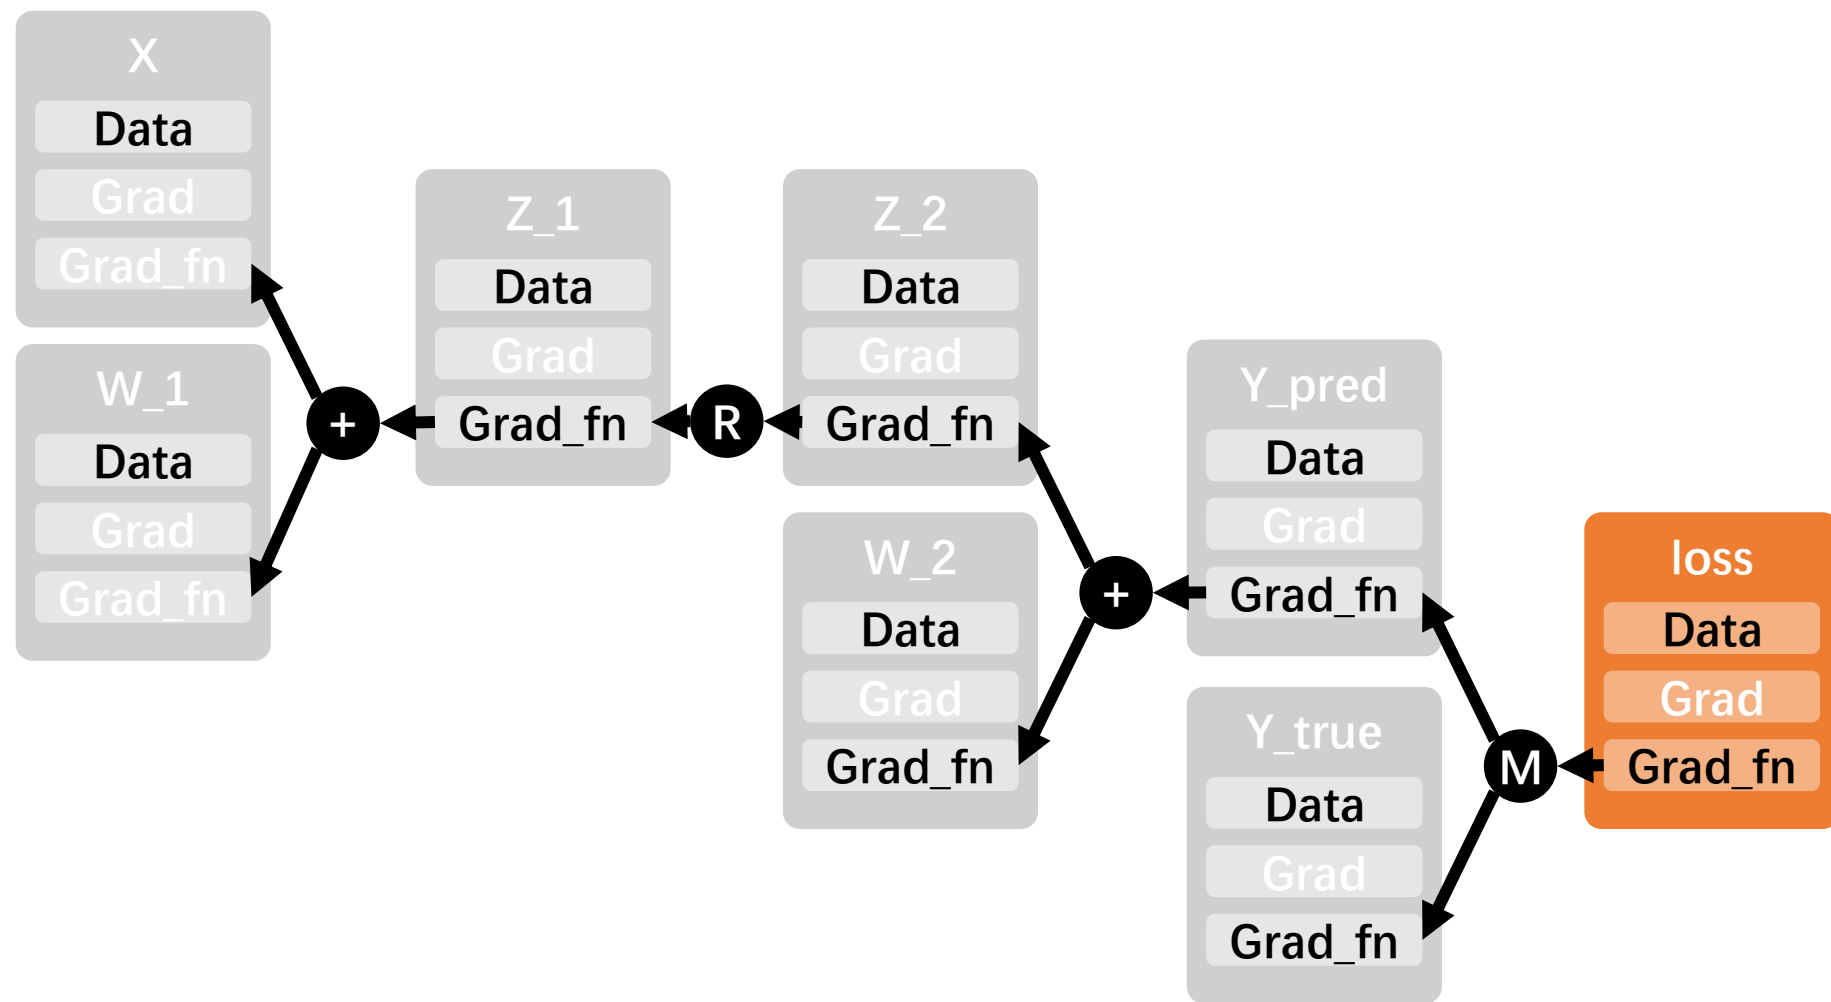 X
Data
Grad
Grad_fn
W_1
Data
Grad
Grad_fn
+
Z_1
Data
Grad
Grad_fn
R
Z_2
Data
Grad
Grad_fn
W_2
Data
Grad
Grad_fn
+
Y_pred
Data
Grad
Grad_fn
Y_true
Data
Grad
Grad_fn
M
loss
Data
Grad
Grad_fn